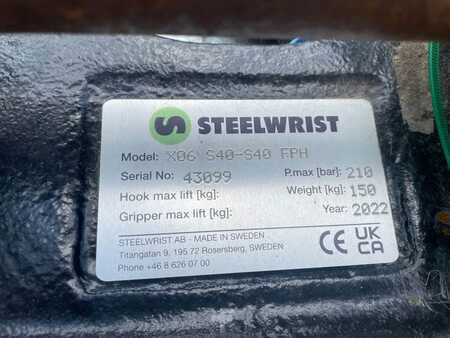 STEELWRIST
Model: X06 S40-S40 FPH
Serial No: 43099 P.max [bar]: 210
Hook max lift [kg]: Weight [kg]: 150
Gripper max lift [kg]: Year: 2022
STEELWRIST AB - MADE IN SWEDEN
Titangatan 9, 195 72 Rosersberg, SWEDEN
Phone +46 8 626 07 00
CE UK CA